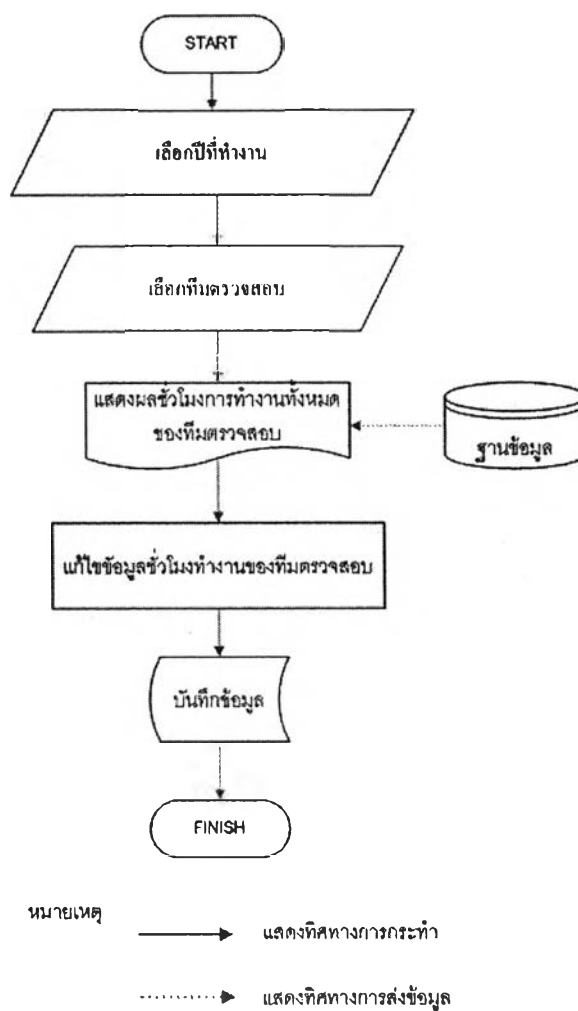 START
เลือกปีที่ทำงาน
เลือกทีมตรวจสอบ
แสดงผลชั่วโมงการทำงานทั้งหมด
ของทีมตรวจสอบ
ฐานข้อมูล
แก้ไขข้อมูลชั่วโมงทำงานของทีมตรวจสอบ
บันทึกข้อมูล
FINISH
หมายเหตุ
แสดงทิศทางการกระทำ
แสดงทิศทางการส่งข้อมูล